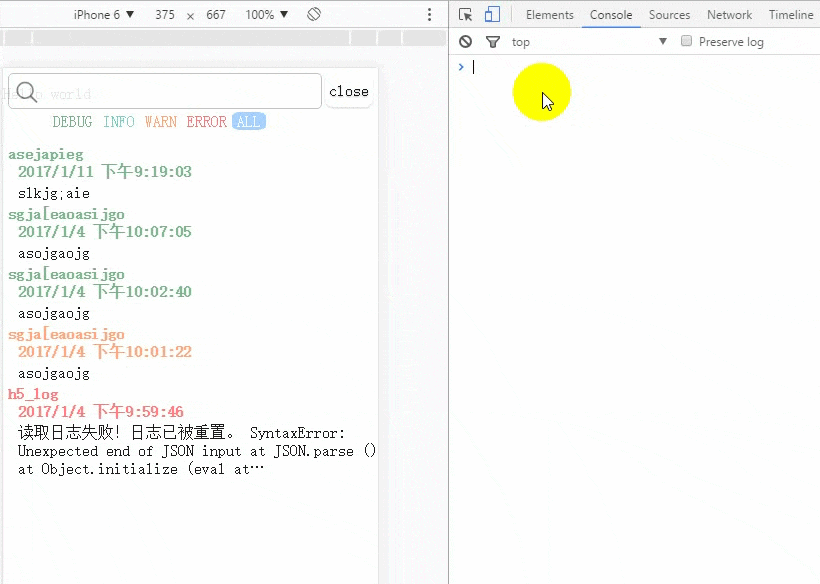 iPhone 6 ▼ 375 × 667 100% ▼
Elements Console Sources Network Timeline
top ▼ Preserve log
Hello world
close
DEBUG INFO WARN ERROR ALL
asejapieg
2017/1/11 下午9:19:03
slkjg;aie
sgja[eaoasijgo
2017/1/4 下午10:07:05
asojgaojg
sgja[eaoasijgo
2017/1/4 下午10:02:40
asojgaojg
sgja[eaoasijgo
2017/1/4 下午10:01:22
asojgaojg
h5_log
2017/1/4 下午9:59:46
读取日志失败! 日志已被重置。 SyntaxError:
Unexpected end of JSON input at JSON.parse ()
at Object.initialize (eval at…